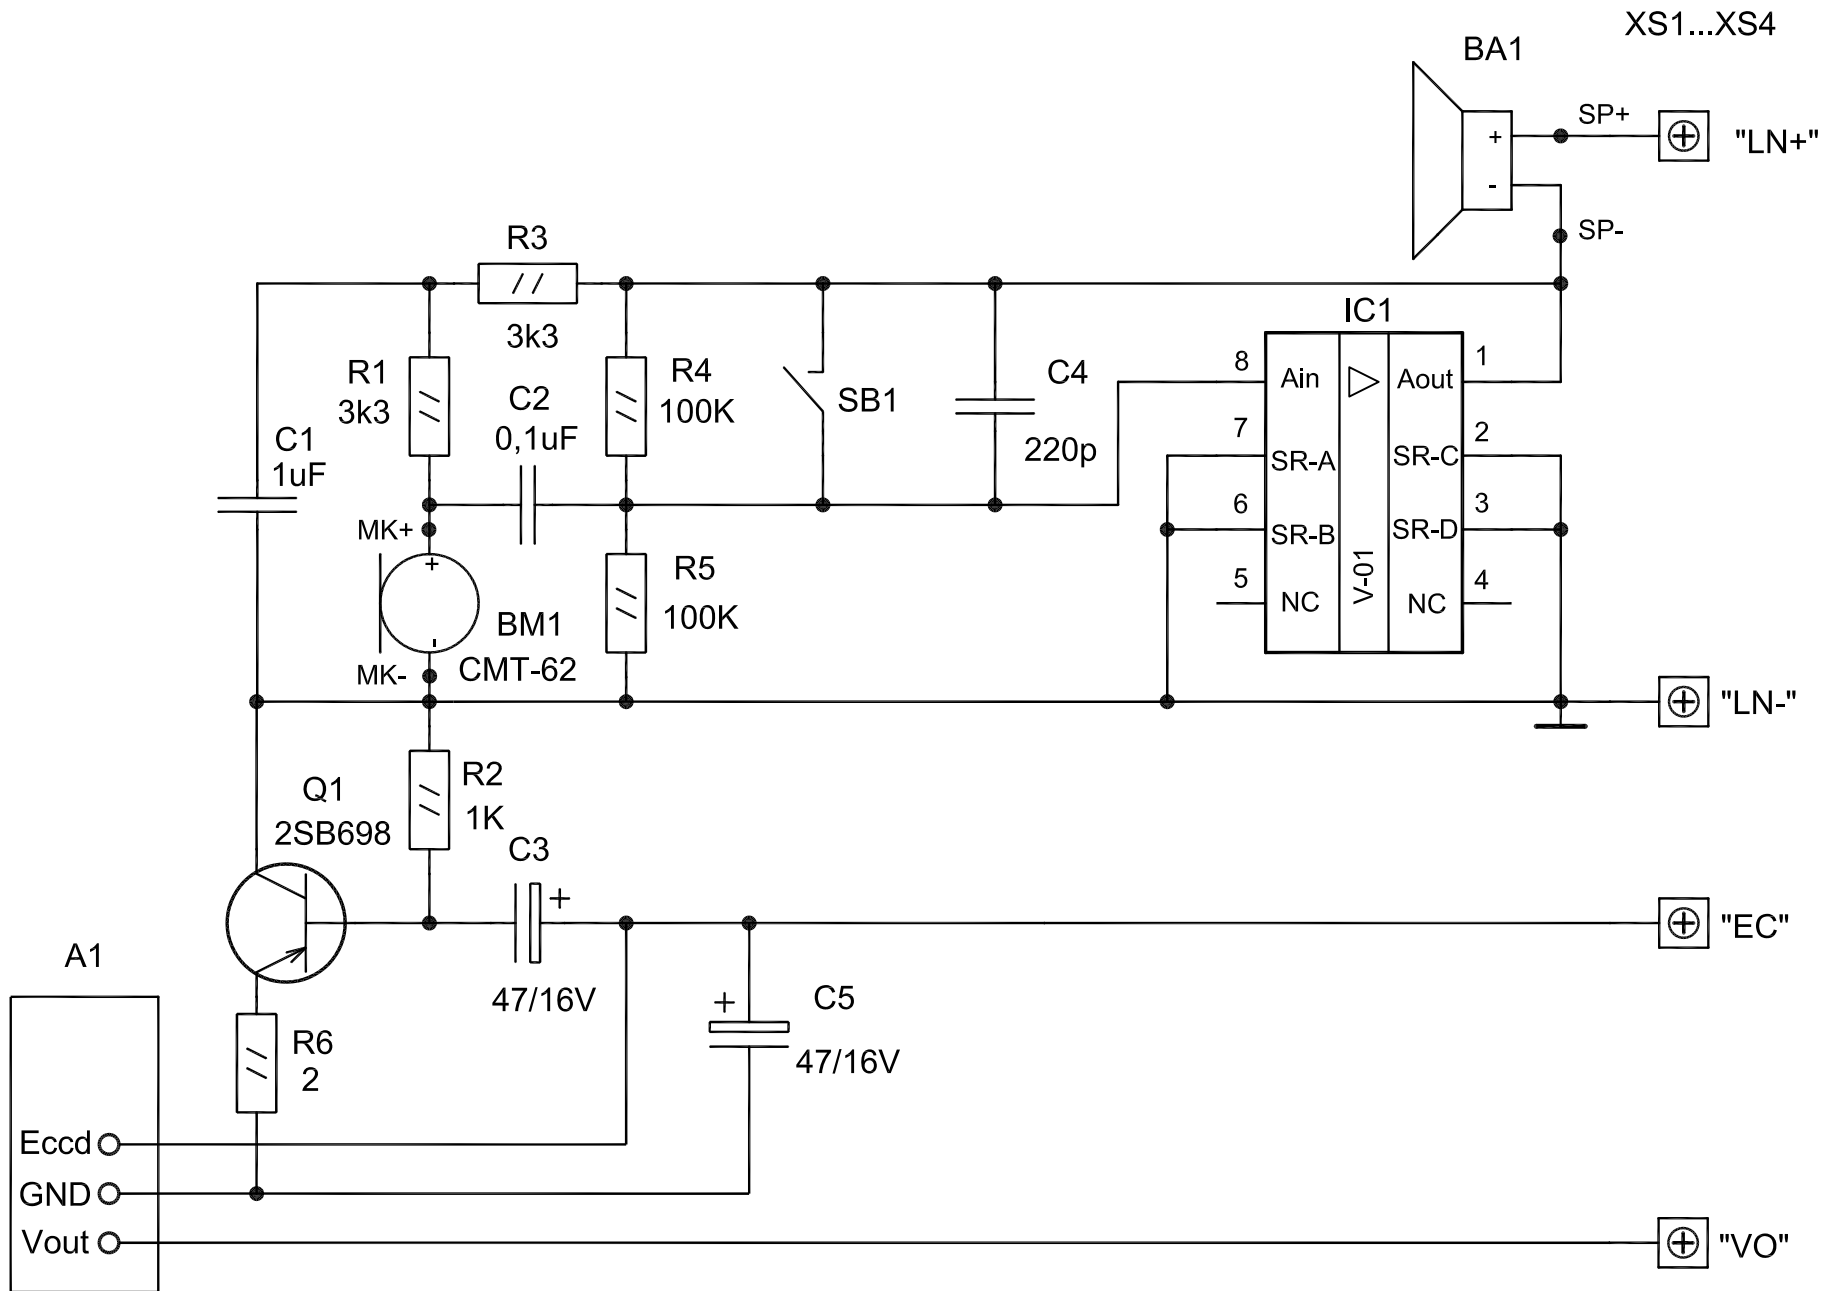 XS1...XS4
BA1
SP+
+
"LN+"
-
SP-
R3
3k3
IC1
R1
3k3
R4
100K
C2
0,1uF
SB1
C4
220p
8
Ain
Aout
1
C1
1uF
7
SR-A
SR-C
2
6
SR-B
SR-D
3
V-01
5
NC
NC
4
MK+
+
-
MK-
BM1
CMT-62
R5
100K
"LN-"
Q1
2SB698
R2
1K
C3
+
47/16V
"EC"
A1
C5
+
47/16V
R6
2
Eccd
GND
Vout
"VO"